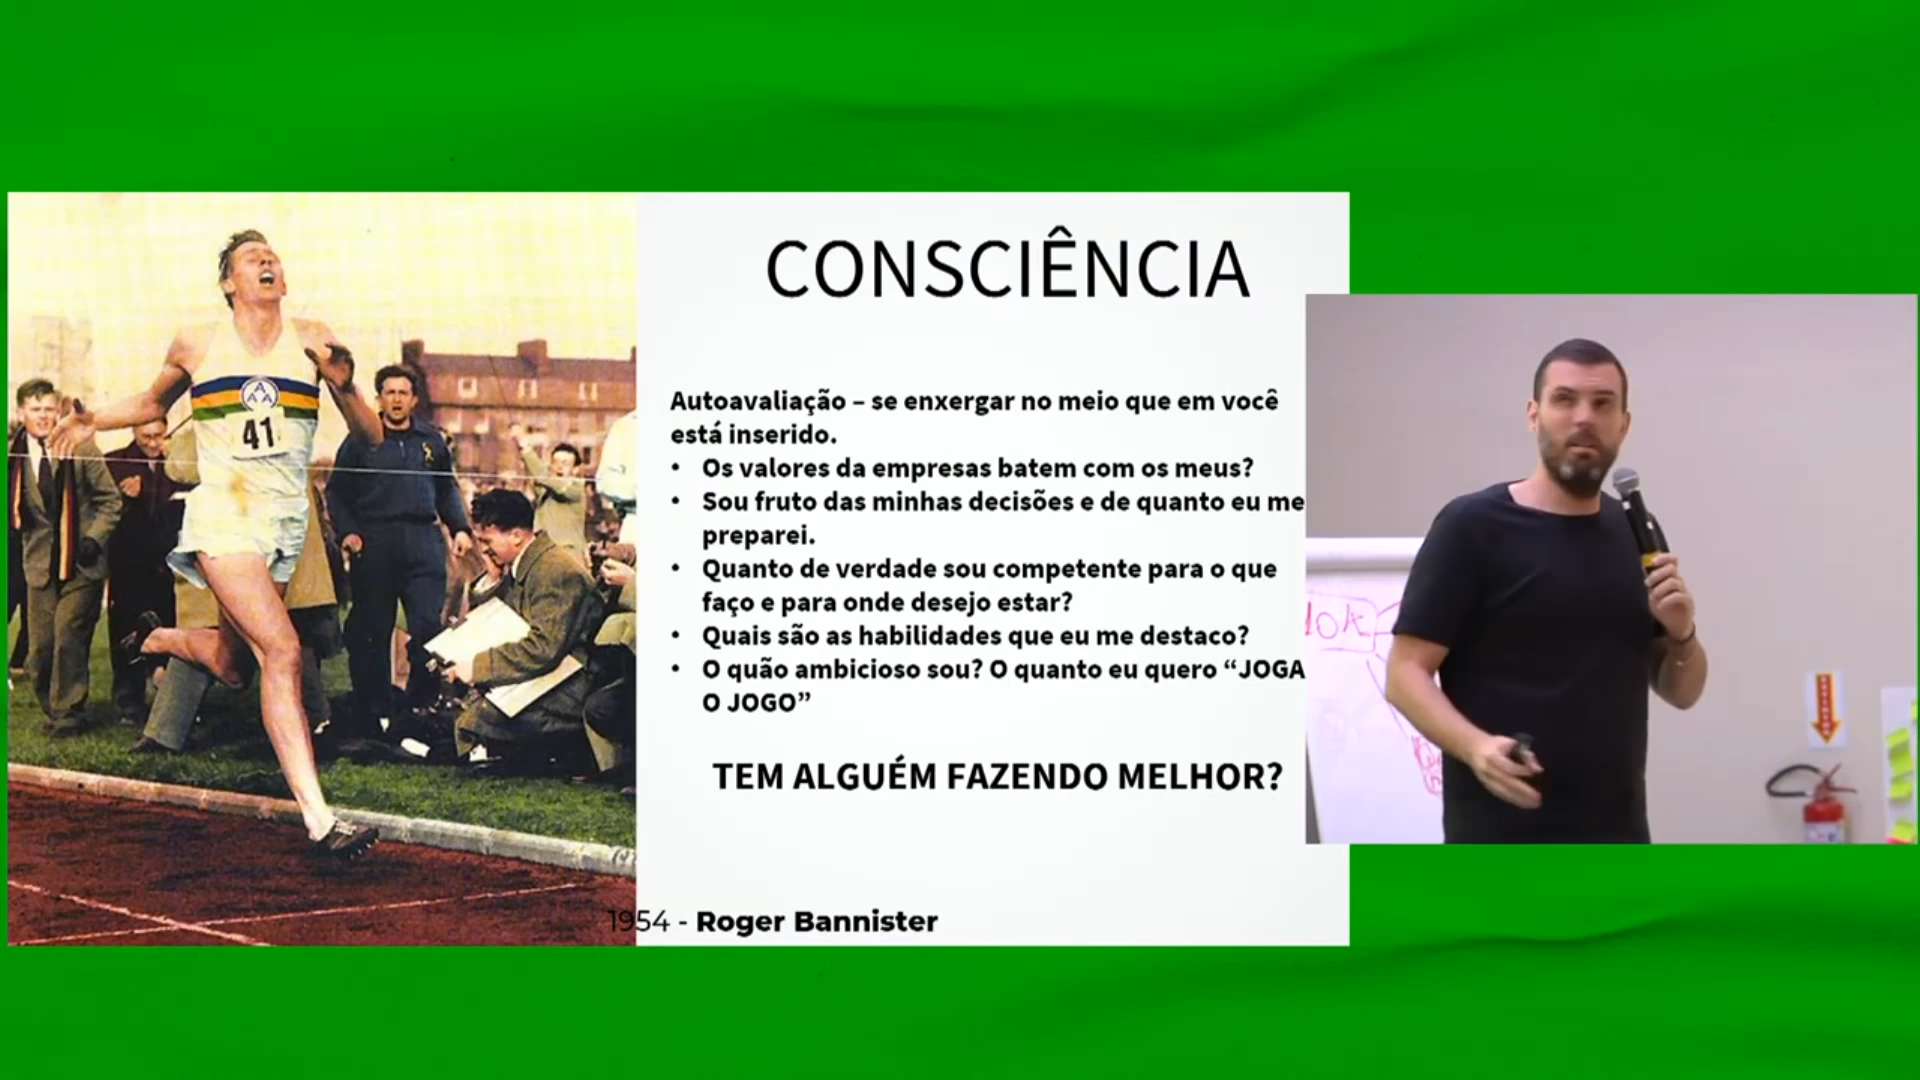 CONSCIÊNCIA
Autoavaliação – se enxergar no meio que em você
está inserido.
• Os valores da empresas batem com os meus?
• Sou fruto das minhas decisões e de quanto eu me
preparei.
• Quanto de verdade sou competente para o que
faço e para onde desejo estar?
• Quais são as habilidades que eu me destaco?
• O quão ambicioso sou? O quanto eu quero “JOGA
O JOGO”
TEM ALGUÉM FAZENDO MELHOR?
1954 - Roger Bannister
A
A A
41
10K